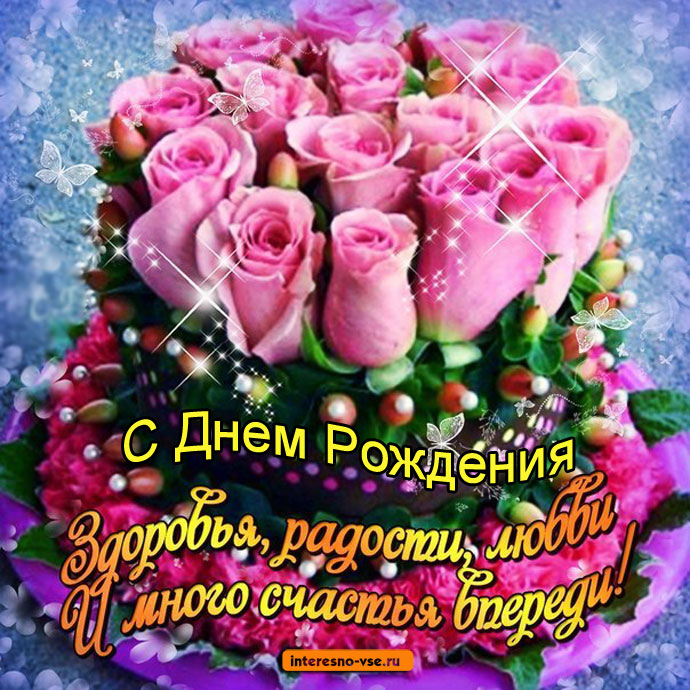 С Днем Рождения
Здоровья, радости, любви
И много счастья впереди!
interesno-vse.ru